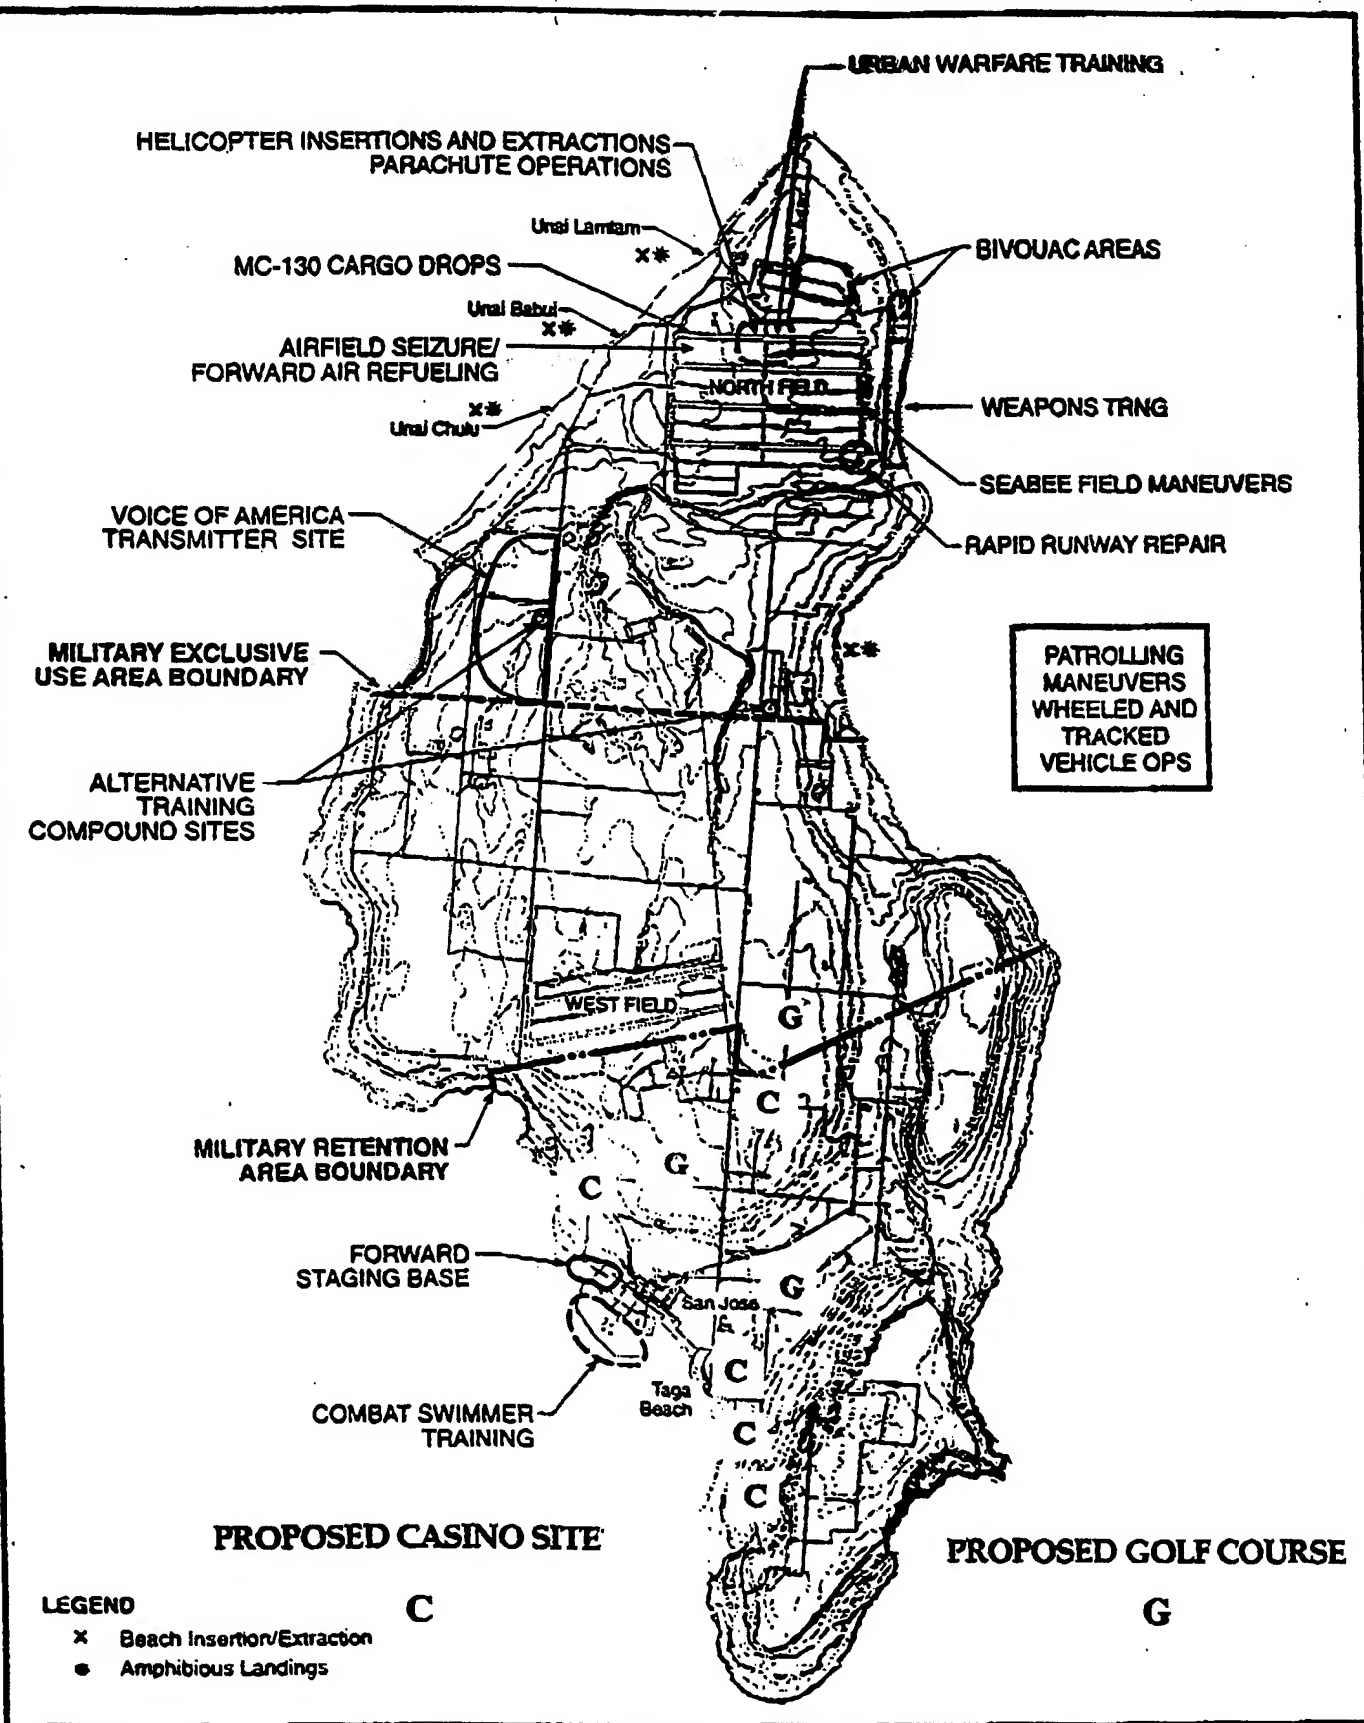 URBAN WARFARE TRAINING
HELICOPTER INSERTIONS AND EXTRACTIONS
PARACHUTE OPERATIONS
Unai Lamlam
BIVOUAC AREAS
MC-130 CARGO DROPS
Unai Babui
AIRFIELD SEIZURE/
FORWARD AIR REFUELING
NORTH FIELD
WEAPONS TRNG
Unai Chulu
SEABEE FIELD MANEUVERS
VOICE OF AMERICA
TRANSMITTER SITE
RAPID RUNWAY REPAIR
MILITARY EXCLUSIVE
USE AREA BOUNDARY
PATROLLING
MANEUVERS
WHEELED AND
TRACKED
VEHICLE OPS
ALTERNATIVE
TRAINING
COMPOUND SITES
WEST FIELD
G
C
MILITARY RETENTION
AREA BOUNDARY
G
C
FORWARD
STAGING BASE
G
San Jose
C
Taga
Beach
COMBAT SWIMMER
TRAINING
C
C
PROPOSED CASINO SITE
C
PROPOSED GOLF COURSE
G
LEGEND
x Beach Insertion/Extraction
● Amphibious Landings